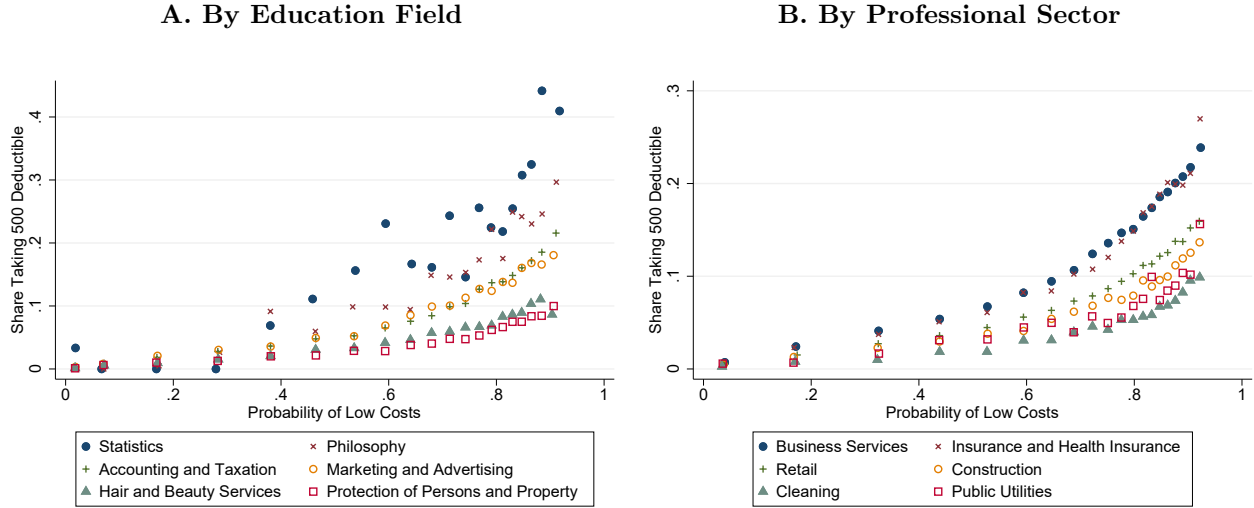 A. By Education Field
Share Taking 500 Deductible
.4
.3
.2
.1
0
0 .2 .4 .6 .8 1
Probability of Low Costs
Statistics Philosophy
Accounting and Taxation Marketing and Advertising
Hair and Beauty Services Protection of Persons and Property
B. By Professional Sector
Share Taking 500 Deductible
.3
.2
.1
0
0 .2 .4 .6 .8 1
Probability of Low Costs
Business Services Insurance and Health Insurance
Retail Construction
Cleaning Public Utilities